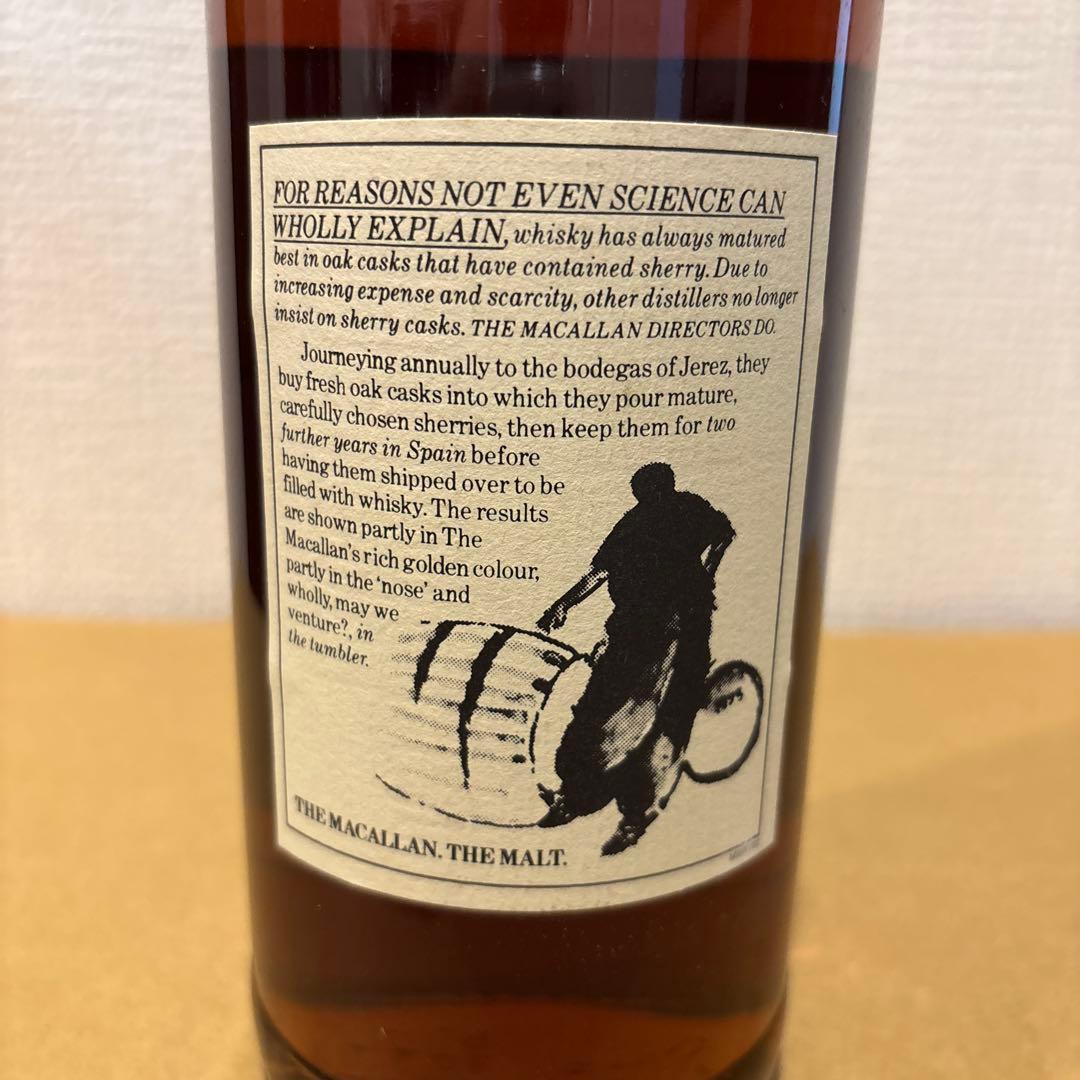 FOR REASONS NOT EVEN SCIENCE CAN
WHOLLY EXPLAIN, whisky has always matured
best in oak casks that have contained sherry. Due to
increasing expense and scarcity, other distillers no longer
insist on sherry casks. THE MACALLAN DIRECTORS DO.
Journeying annually to the bodegas of Jerez, they
buy fresh oak casks into which they pour mature,
carefully chosen sherries, then keep them for two
further years in Spain before
having them shipped over to be
filled with whisky. The results
are shown partly in The
Macallan's rich golden colour,
partly in the 'nose' and
wholly, may we
venture?, in
the tumbler.
THE MACALLAN. THE MALT.